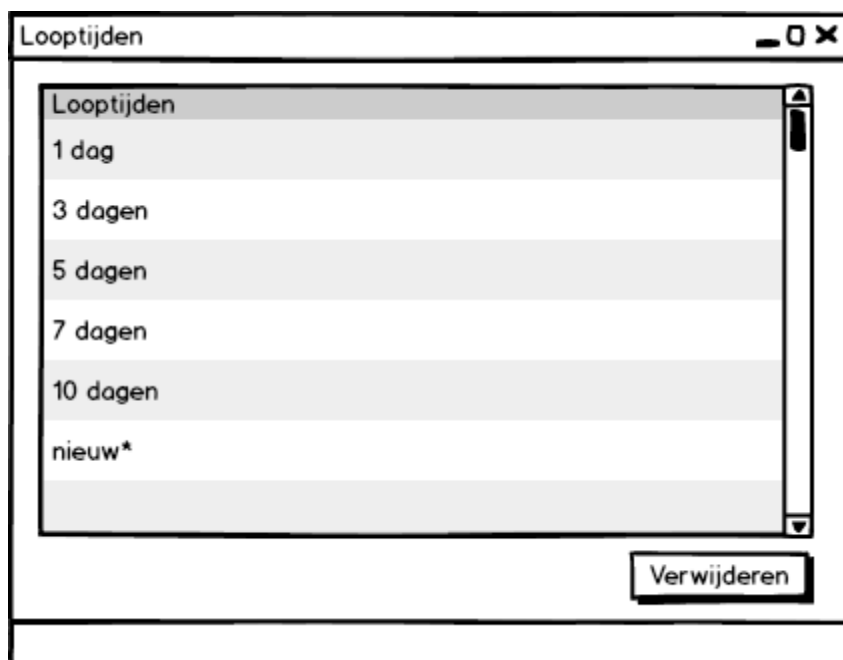 Looptijden
Looptijden
1 dag
3 dagen
5 dagen
7 dagen
10 dagen
nieuw*
Verwijderen